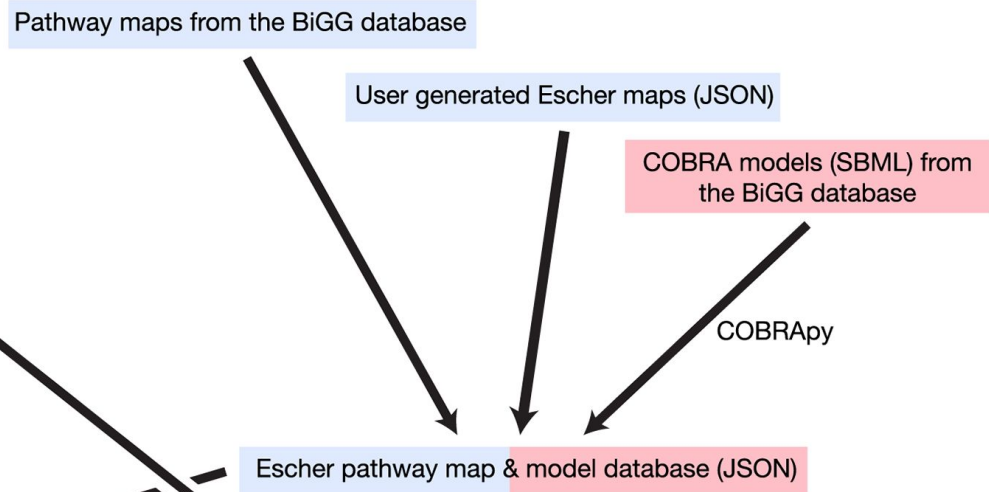 Pathway maps from the BiGG database
User generated Escher maps (JSON)
COBRA models (SBML) from
the BiGG database
COBRApy
Escher pathway map & model database (JSON)